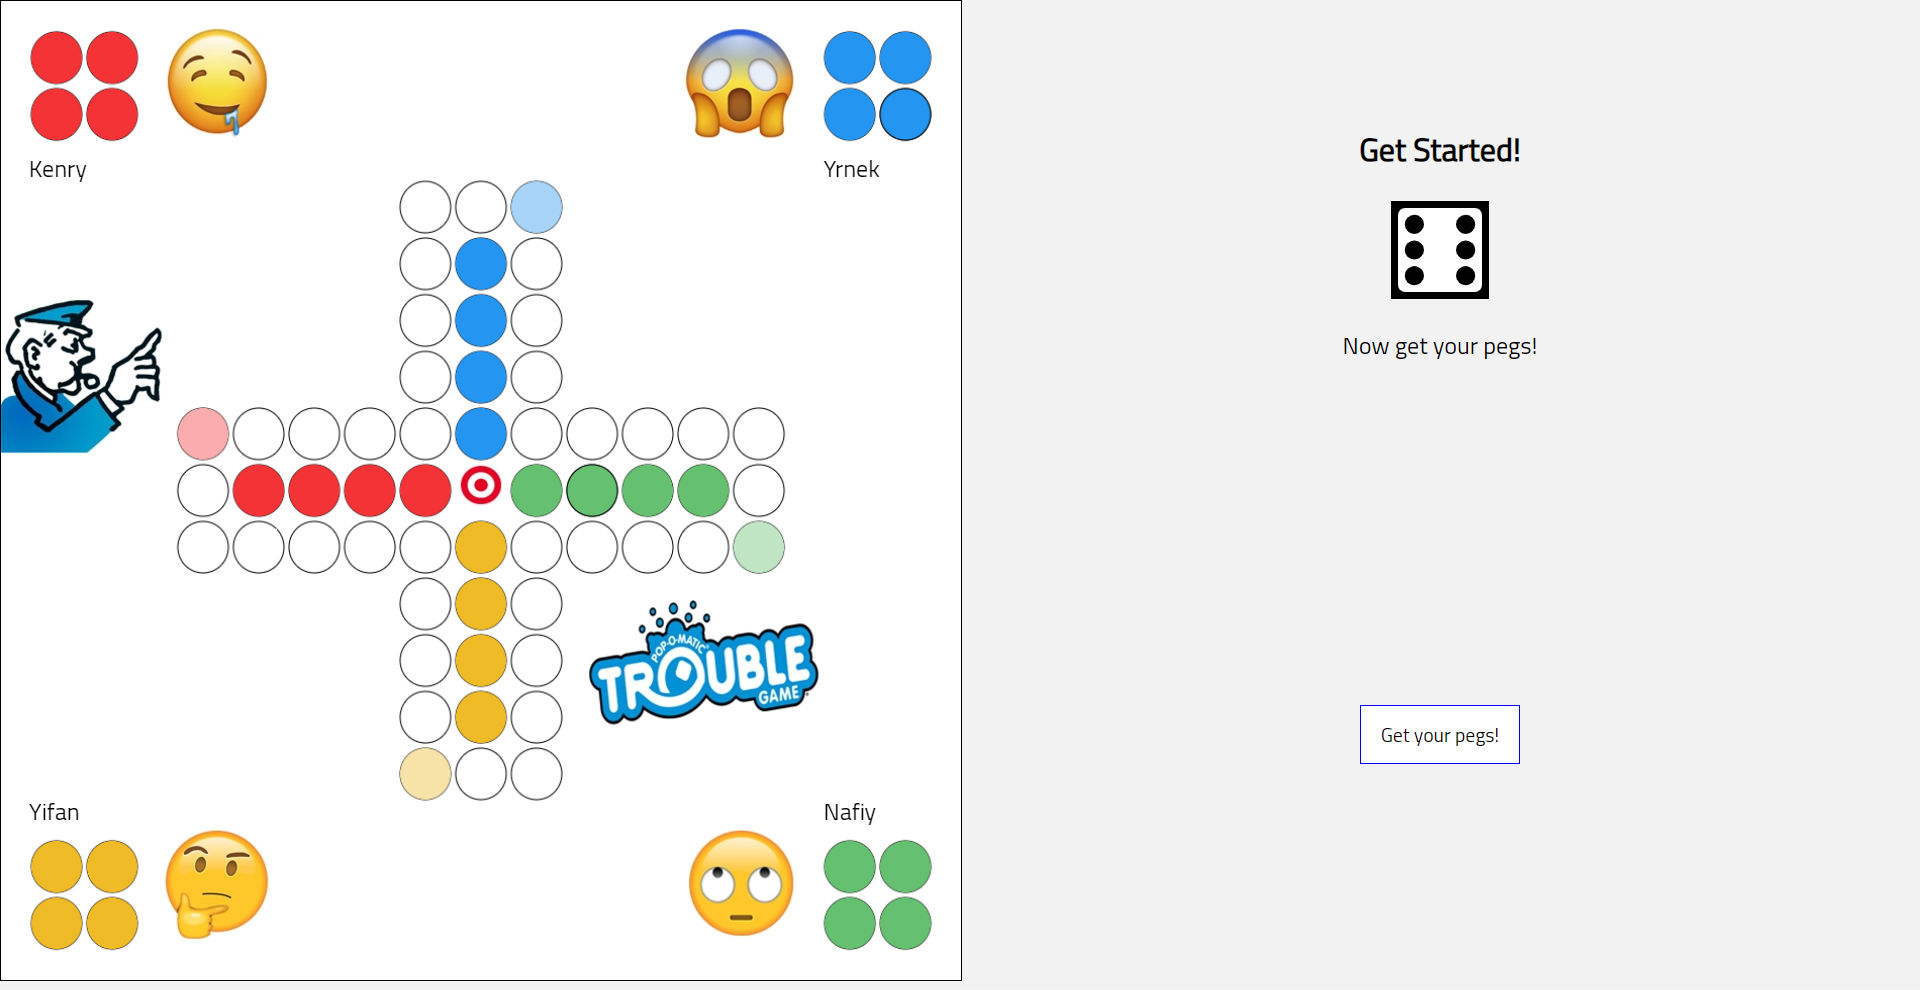 Kenry
Yrnek
POP-O-MATIC
TROUBLE
GAME
Yifan
Nafiy
Get Started!
Now get your pegs!
Get your pegs!